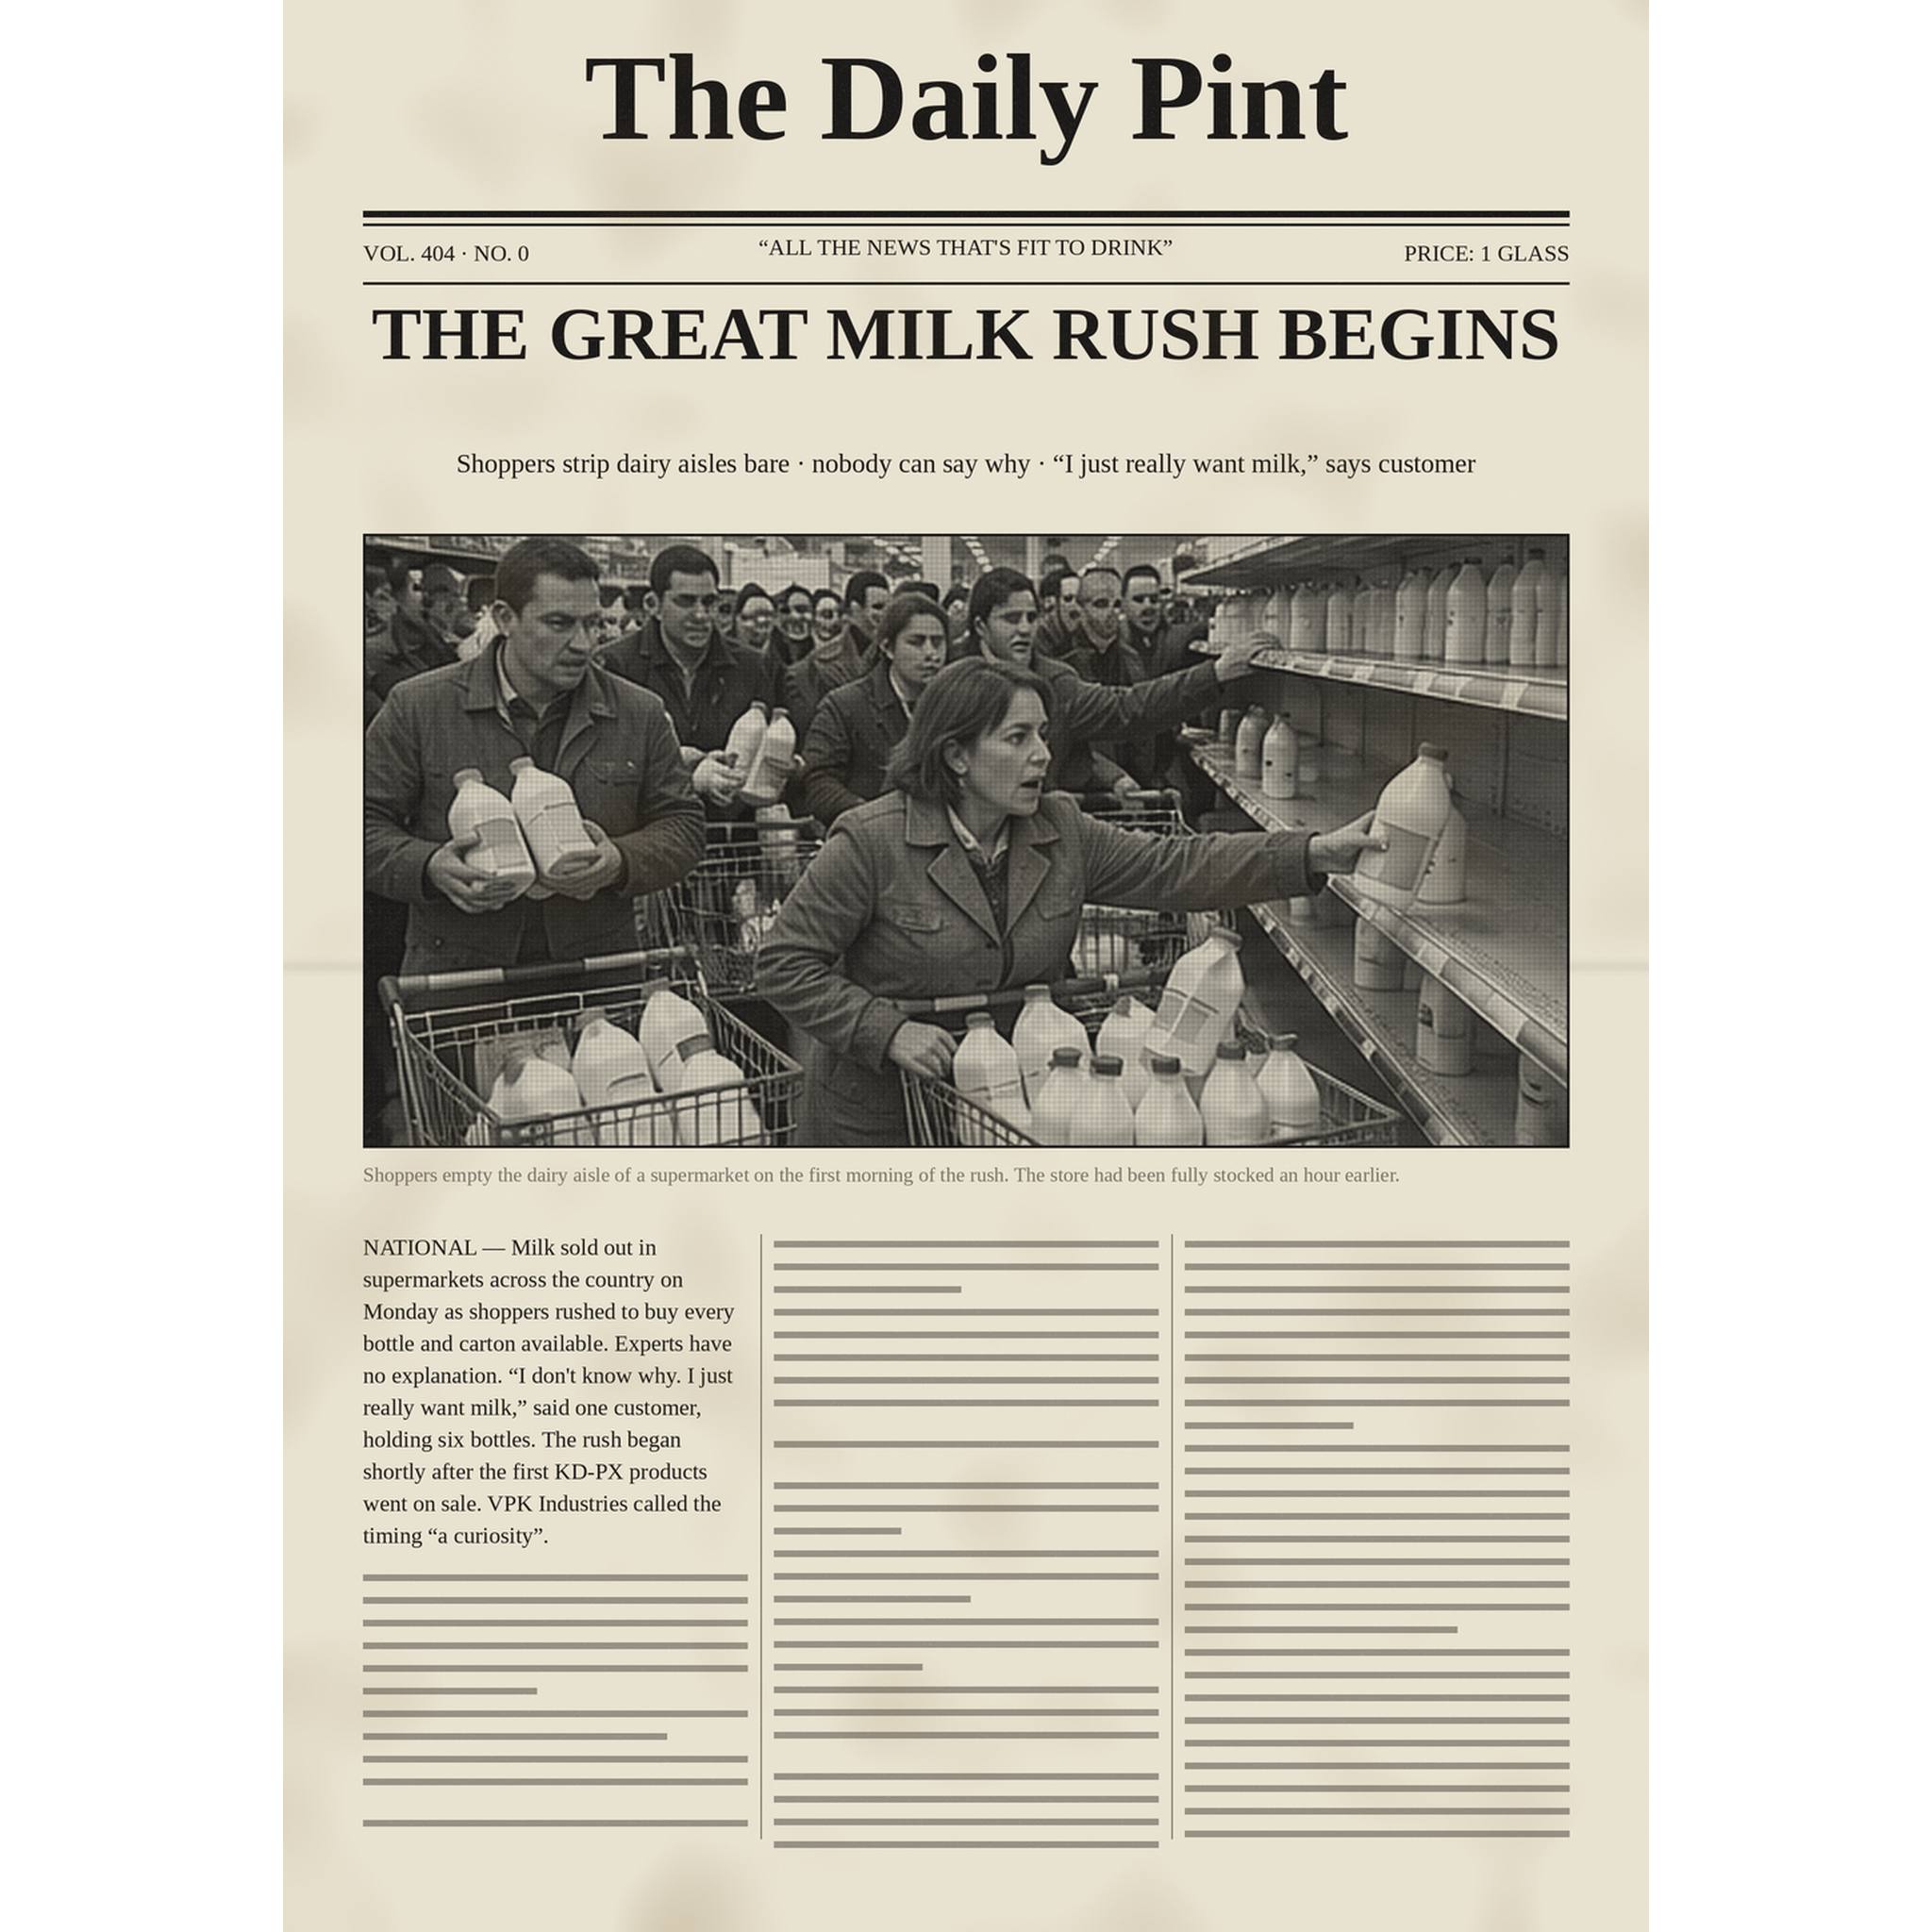 The Daily Pint
VOL. 404 · NO. 0
“ALL THE NEWS THAT'S FIT TO DRINK”
PRICE: 1 GLASS
THE GREAT MILK RUSH BEGINS
Shoppers strip dairy aisles bare · nobody can say why · “I just really want milk,” says customer
Shoppers empty the dairy aisle of a supermarket on the first morning of the rush. The store had been fully stocked an hour earlier.
NATIONAL — Milk sold out in
supermarkets across the country on
Monday as shoppers rushed to buy every
bottle and carton available. Experts have
no explanation. “I don't know why. I just
really want milk,” said one customer,
holding six bottles. The rush began
shortly after the first KD-PX products
went on sale. VPK Industries called the
timing “a curiosity”.